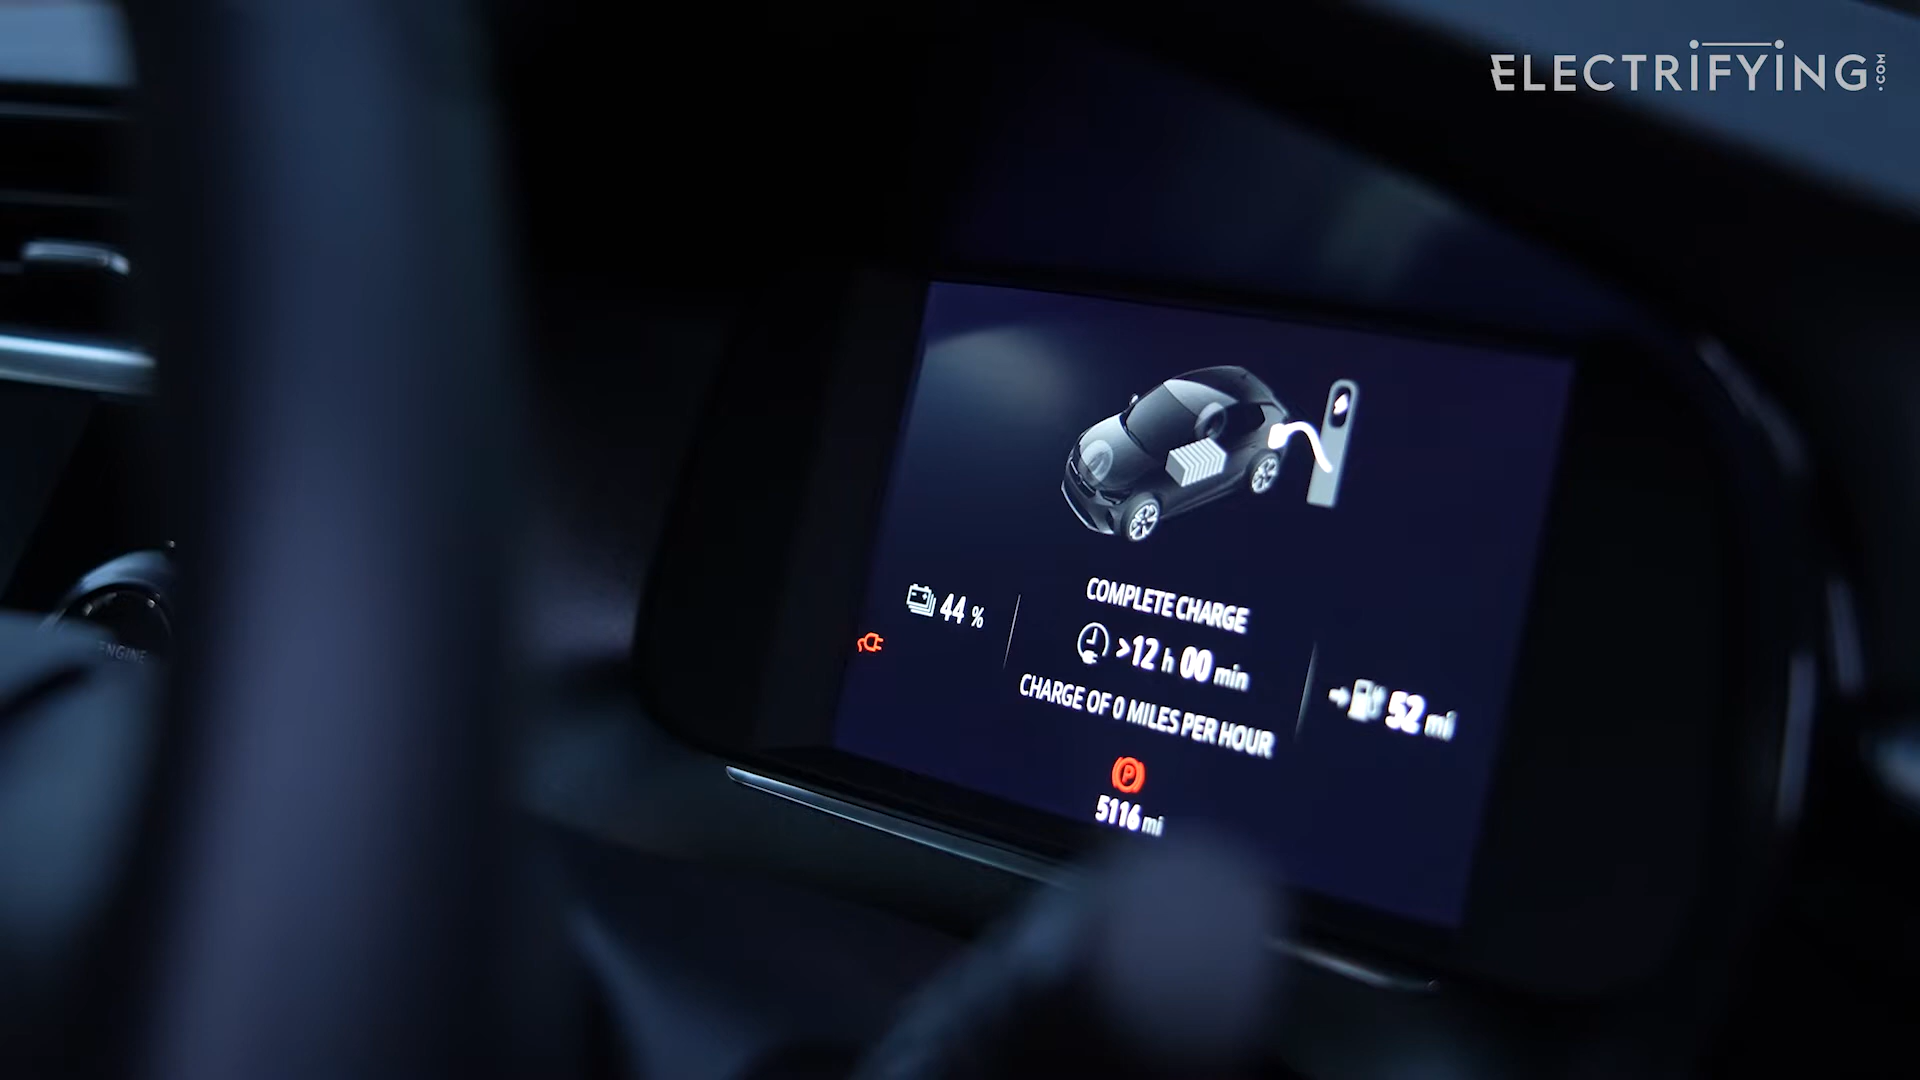 ELECTRIFYING
.COM
COMPLETE CHARGE
44 %
>12 h 00 min
CHARGE OF 0 MILES PER HOUR
52 mi
P
5116 mi
ENGINE